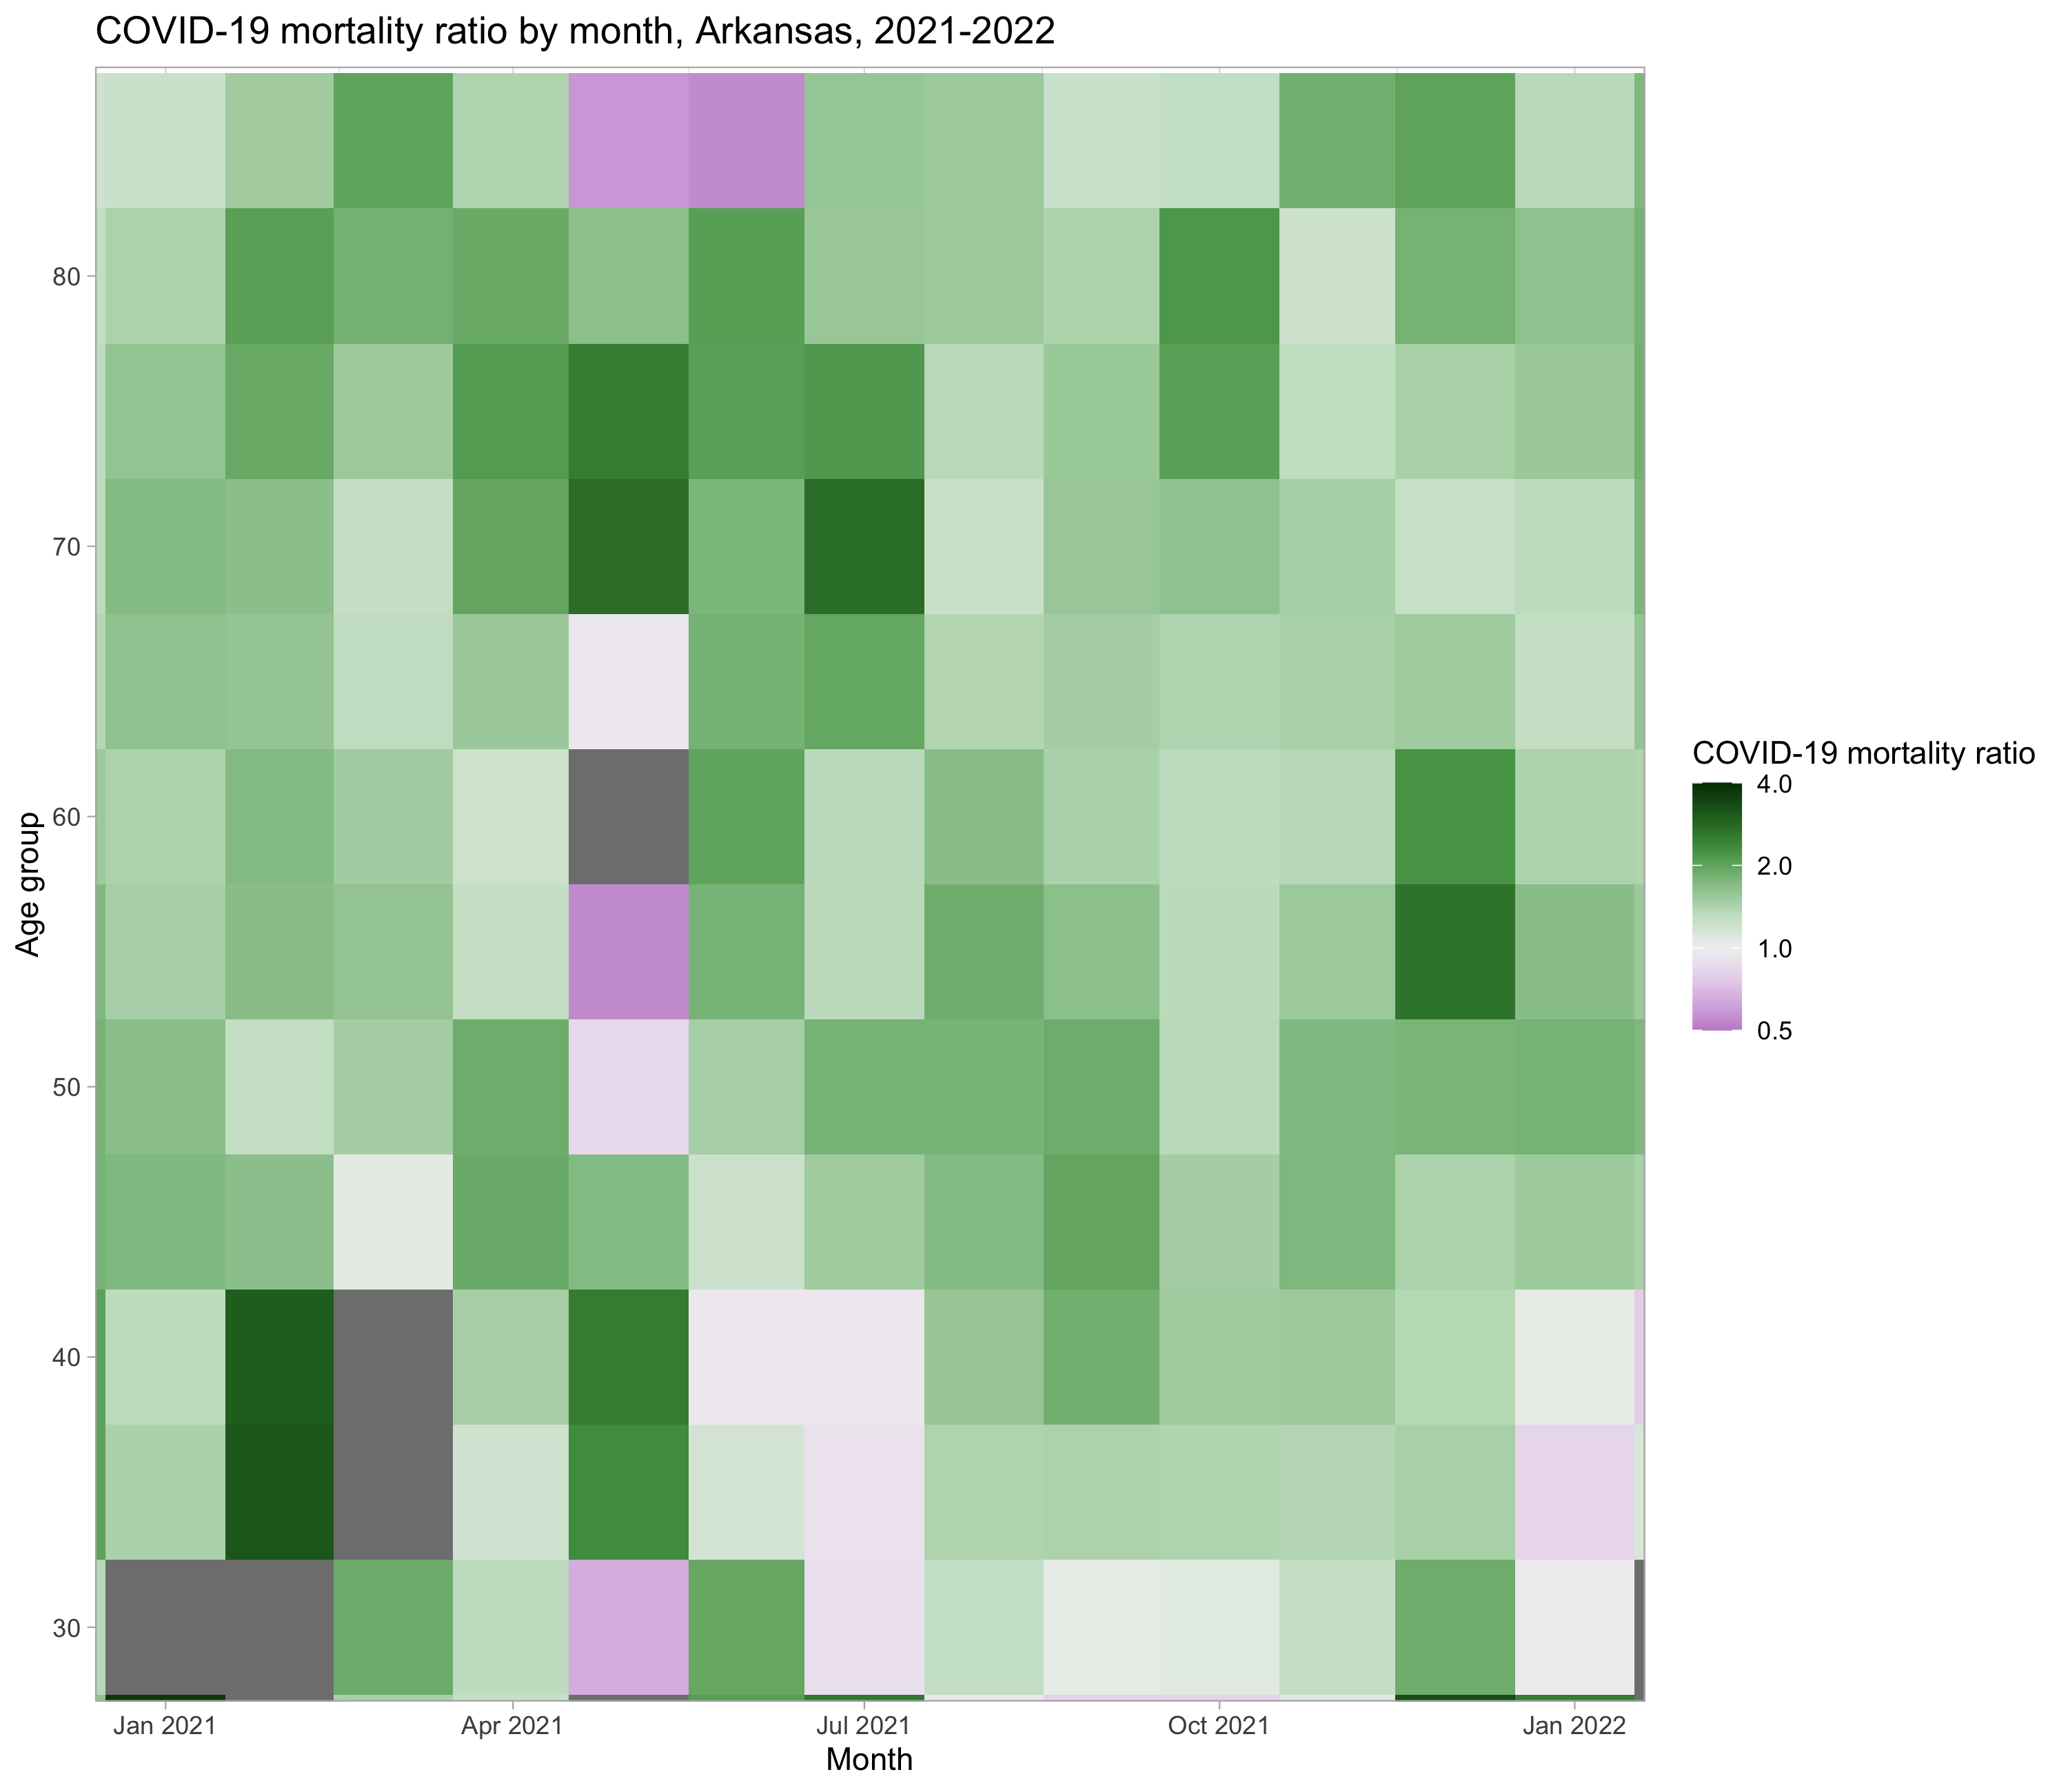 COVID-19 mortality ratio by month, Arkansas, 2021-2022
80
70
60
50
40
30
Age group
Jan 2021
Apr 2021
Jul 2021
Oct 2021
Jan 2022
Month
COVID-19 mortality ratio
4.0
2.0
1.0
0.5